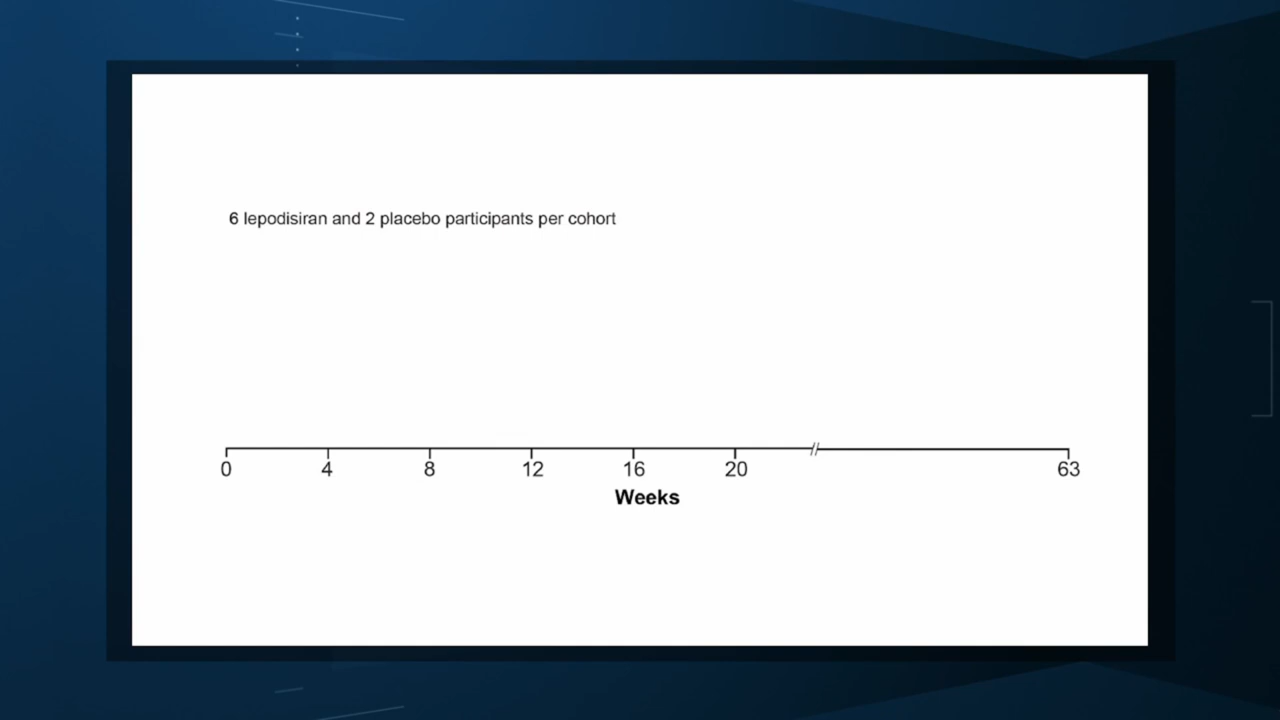 6 lepodisiran and 2 placebo participants per cohort
0 4 8 12 16 20 63
Weeks